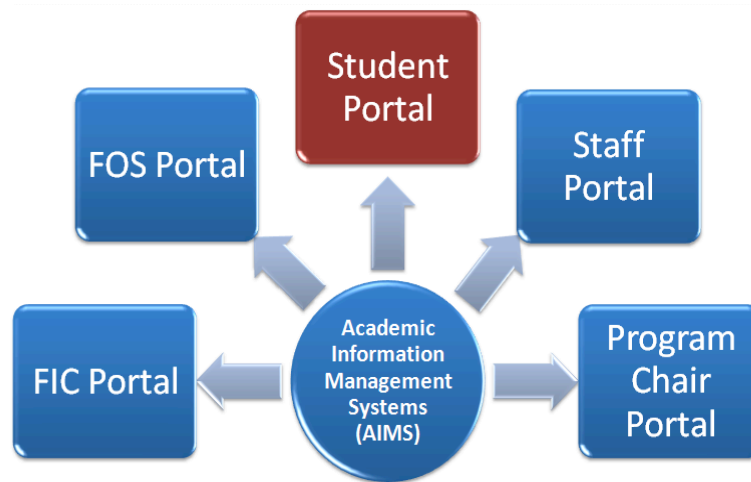 Student
Portal
FOS Portal
Staff
Portal
FIC Portal
Academic
Information
Management
Systems
(AIMS)
Program
Chair
Portal